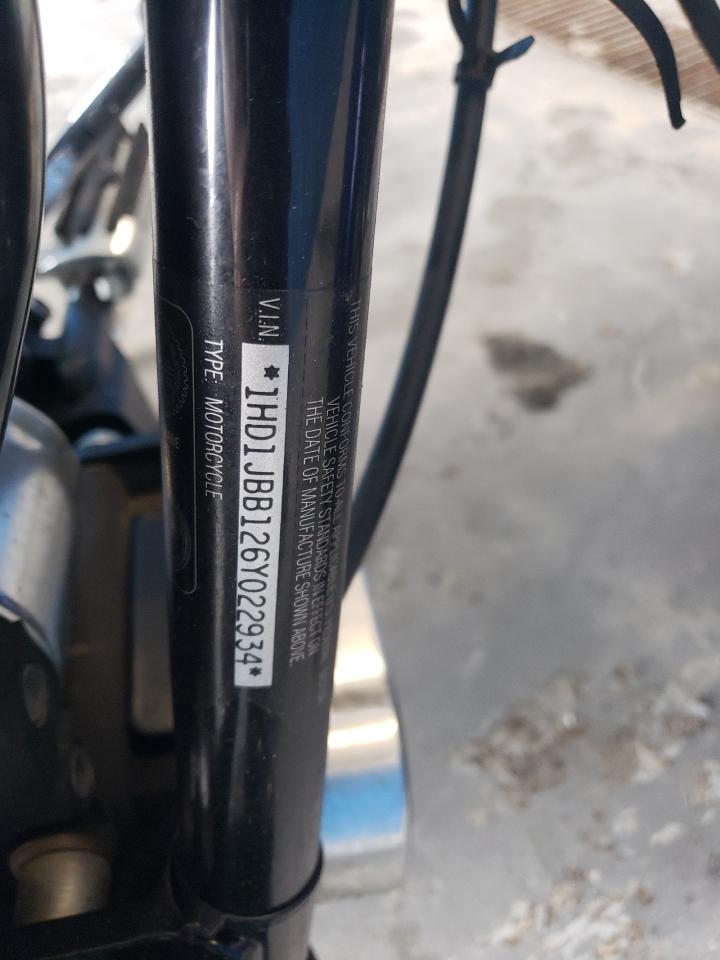 THIS VEHICLE CONFORMS TO ALL
VEHICLE SAFETY STANDARDS IN EFFECT ON
THE DATE OF MANUFACTURE SHOWN ABOVE.
V.I.N. *1HD1JBB126Y022934*
TYPE: MOTORCYCLE